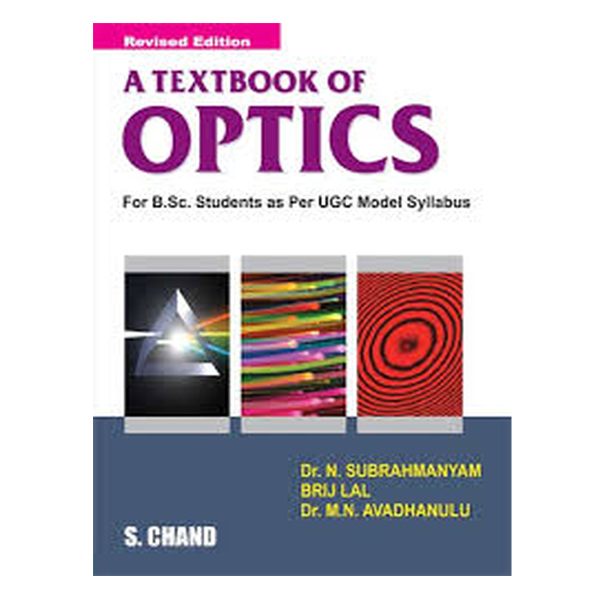 Revised Edition
A TEXTBOOK OF
OPTICS
For B.Sc. Students as Per UGC Model Syllabus
Dr. N. SUBRAHMANYAM
BRIJ LAL
Dr. M.N. AVADHANULU
S. CHAND